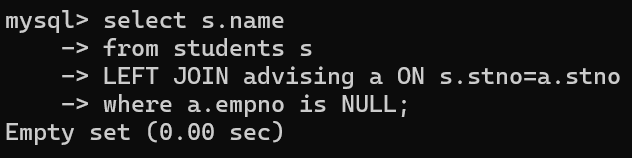 mysql> select s.name
    -> from students s
    -> LEFT JOIN advising a ON s.stno=a.stno
    -> where a.empno is NULL;
Empty set (0.00 sec)